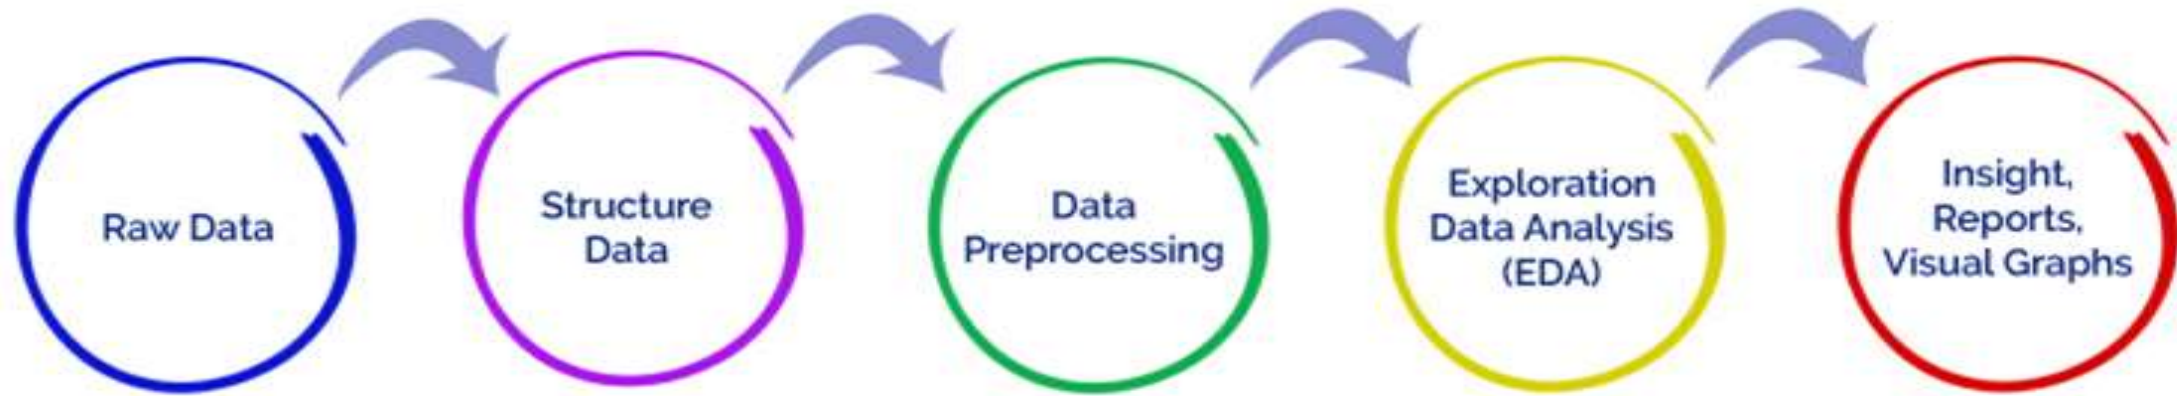 Raw Data
Structure
Data
Data
Preprocessing
Exploration
Data Analysis
(EDA)
Insight,
Reports,
Visual Graphs